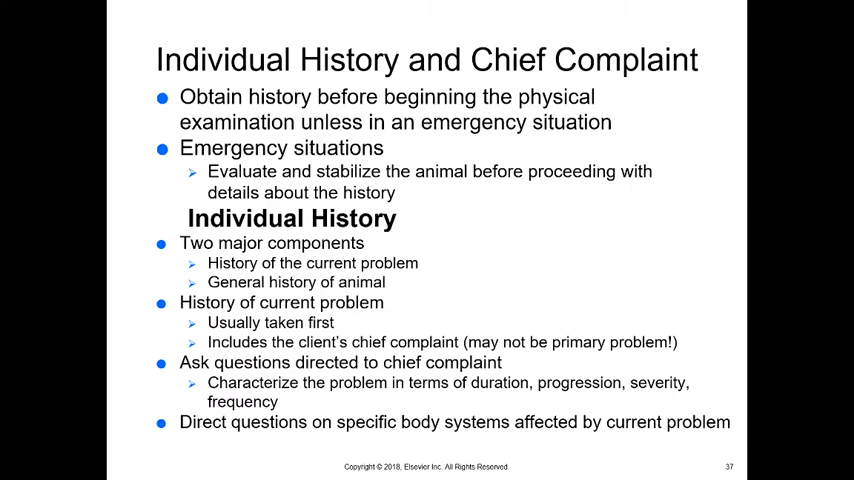 Individual History and Chief Complaint
Obtain history before beginning the physical
examination unless in an emergency situation
Emergency situations
Evaluate and stabilize the animal before proceeding with
details about the history
Individual History
Two major components
History of the current problem
General history of animal
History of current problem
Usually taken first
Includes the client's chief complaint (may not be primary problem!)
Ask questions directed to chief complaint
Characterize the problem in terms of duration, progression, severity,
frequency
Direct questions on specific body systems affected by current problem
Copyright © 2018, Elsevier Inc. All Rights Reserved.
37